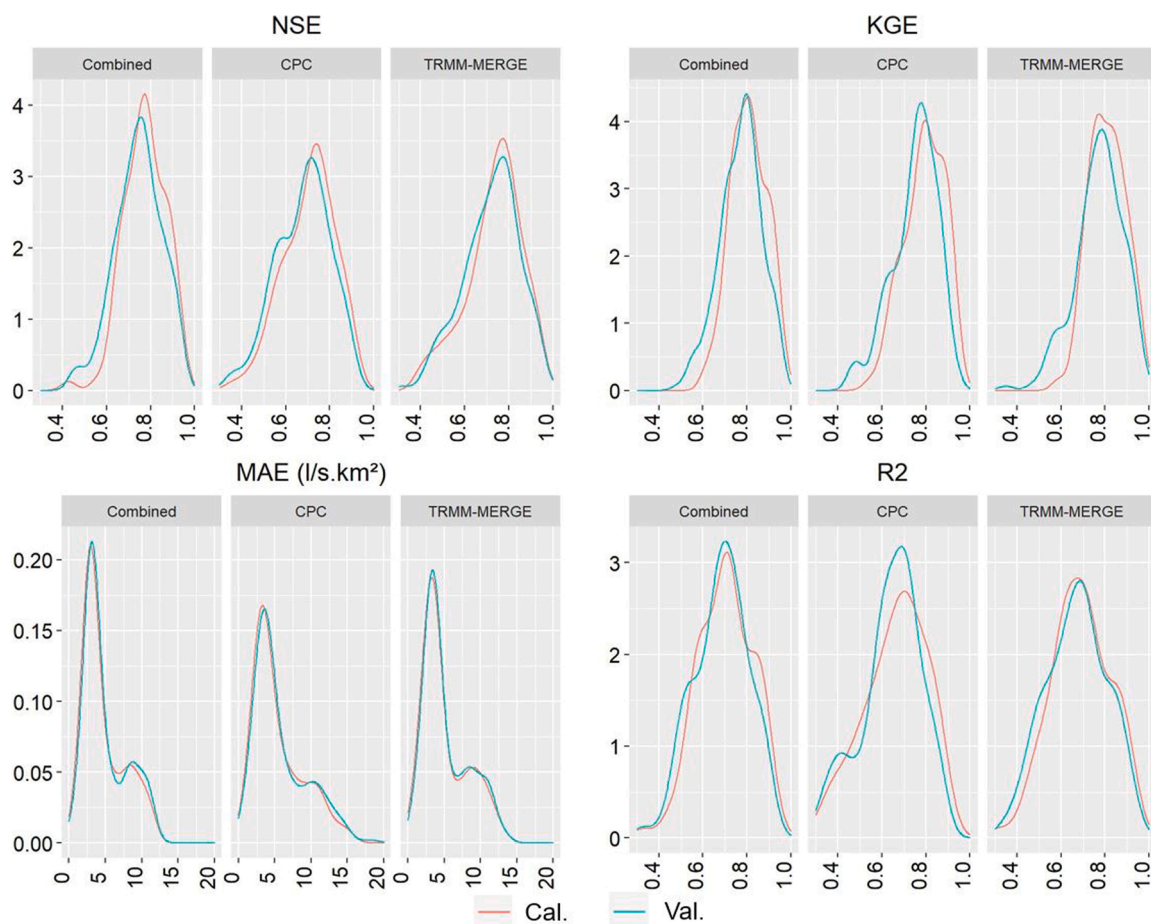 NSE
Combined CPC TRMM-MERGE
4
3
2
1
0
0.4 0.6 0.8 1.0 0.4 0.6 0.8 1.0 0.4 0.6 0.8 1.0
KGE
Combined CPC TRMM-MERGE
4
3
2
1
0
0.4 0.6 0.8 1.0 0.4 0.6 0.8 1.0 0.4 0.6 0.8 1.0
MAE (l/s.km²)
Combined CPC TRMM-MERGE
0.20
0.15
0.10
0.05
0.00
0 5 10 15 20 0 5 10 15 20 0 5 10 15 20
R2
Combined CPC TRMM-MERGE
3
2
1
0
0.4 0.6 0.8 1.0 0.4 0.6 0.8 1.0 0.4 0.6 0.8 1.0
Cal. Val.